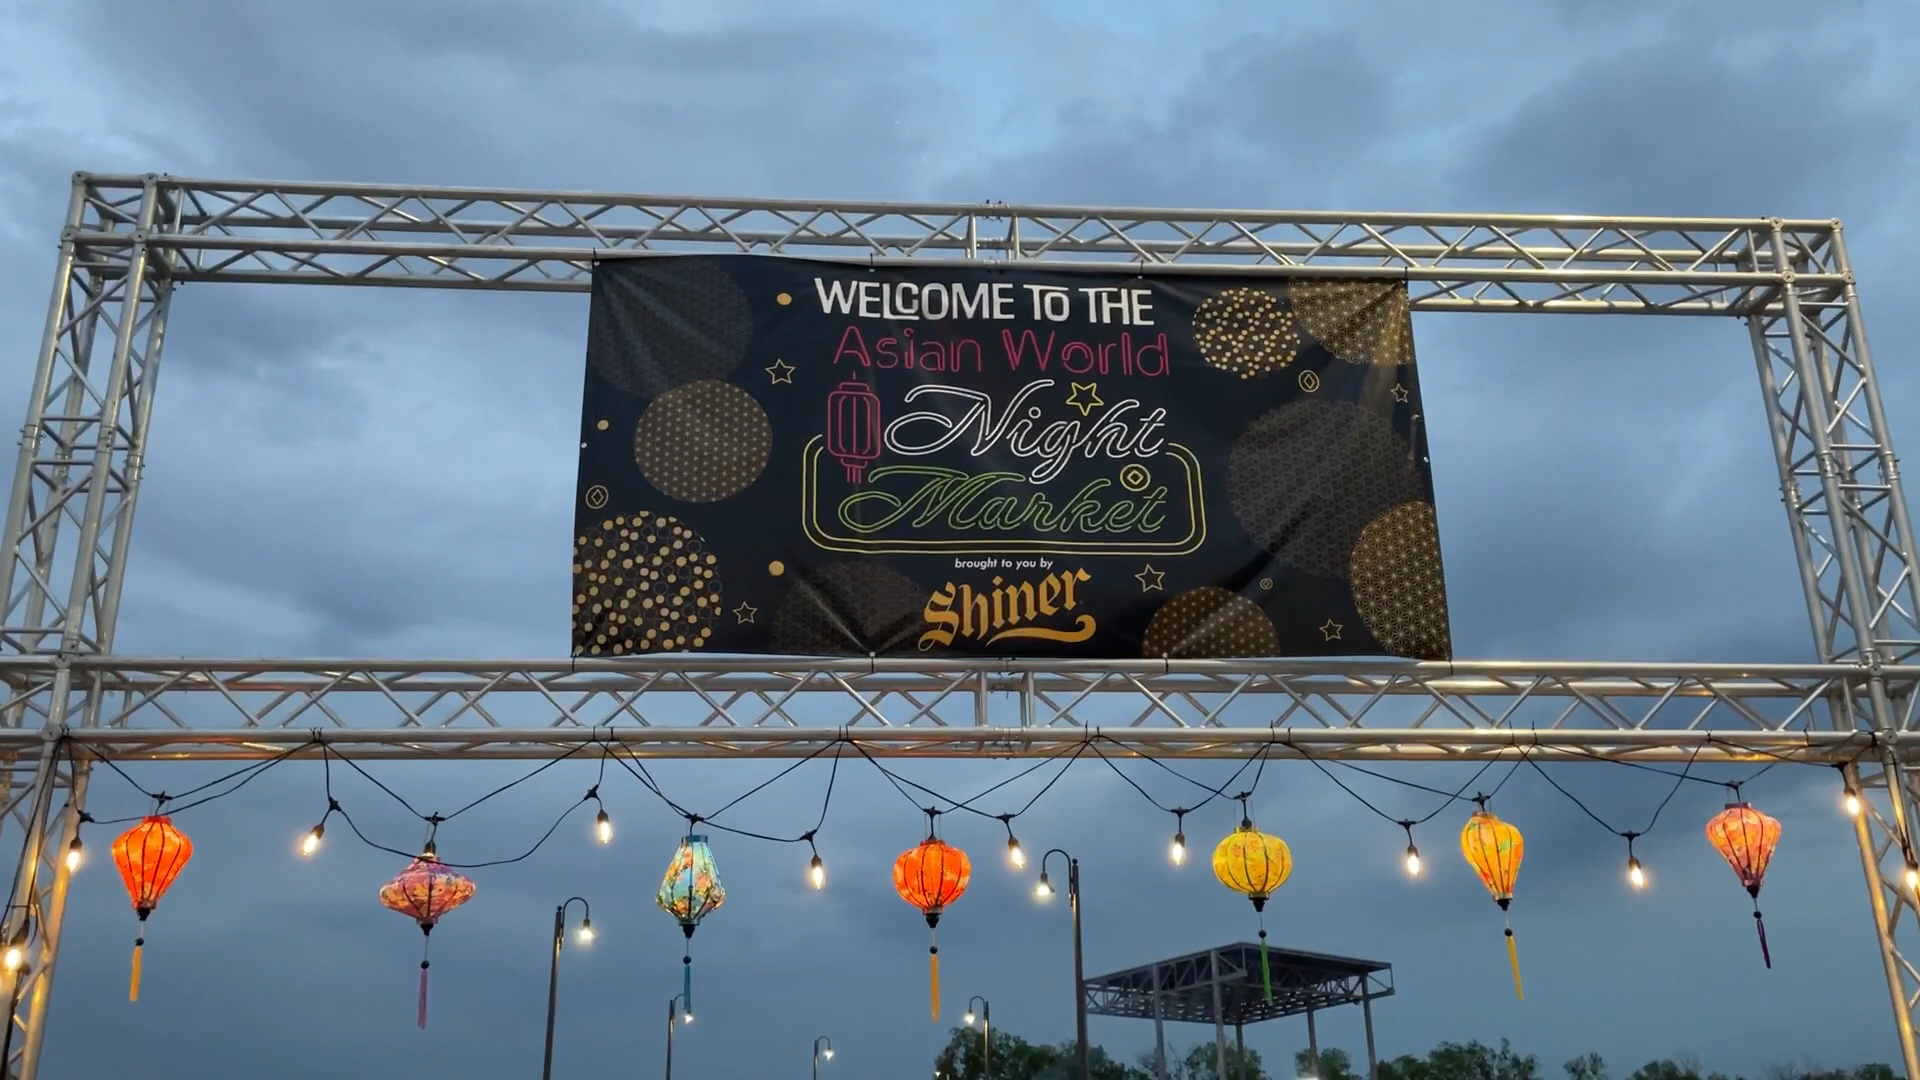 WELCOME TO THE
Asian World
Night
Market
brought to you by
Shiner